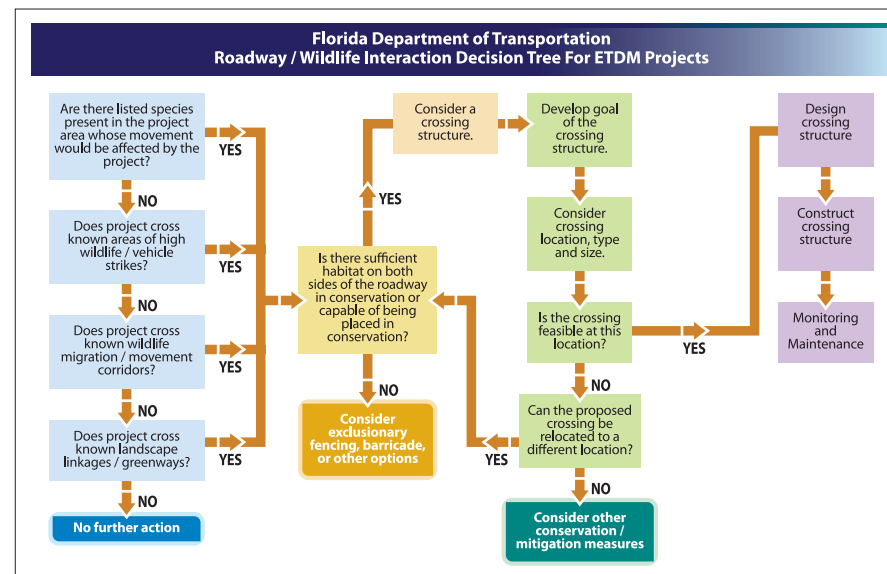 Florida Department of Transportation
Roadway / Wildlife Interaction Decision Tree For ETDM Projects
Are there listed species
present in the project
area whose movement
would be affected by the
project?
YES
NO
Does project cross
known areas of high
wildlife / vehicle
strikes?
YES
NO
Does project cross
known wildlife
migration / movement
corridors?
YES
NO
Does project cross
known landscape
linkages / greenways?
YES
NO
No further action
Is there sufficient
habitat on both
sides of the roadway
in conservation or
capable of being
placed in
conservation?
YES
NO
Consider
exclusionary
fencing, barricade,
or other options
Consider a
crossing
structure.
Develop goal
of the
crossing
structure.
Consider
crossing
location, type
and size.
Is the crossing
feasible at this
location?
YES
NO
Can the proposed
crossing be
relocated to a
different location?
YES
NO
Consider other
conservation /
mitigation measures
Design
crossing
structure
Construct
crossing
structure
Monitoring
and
Maintenance